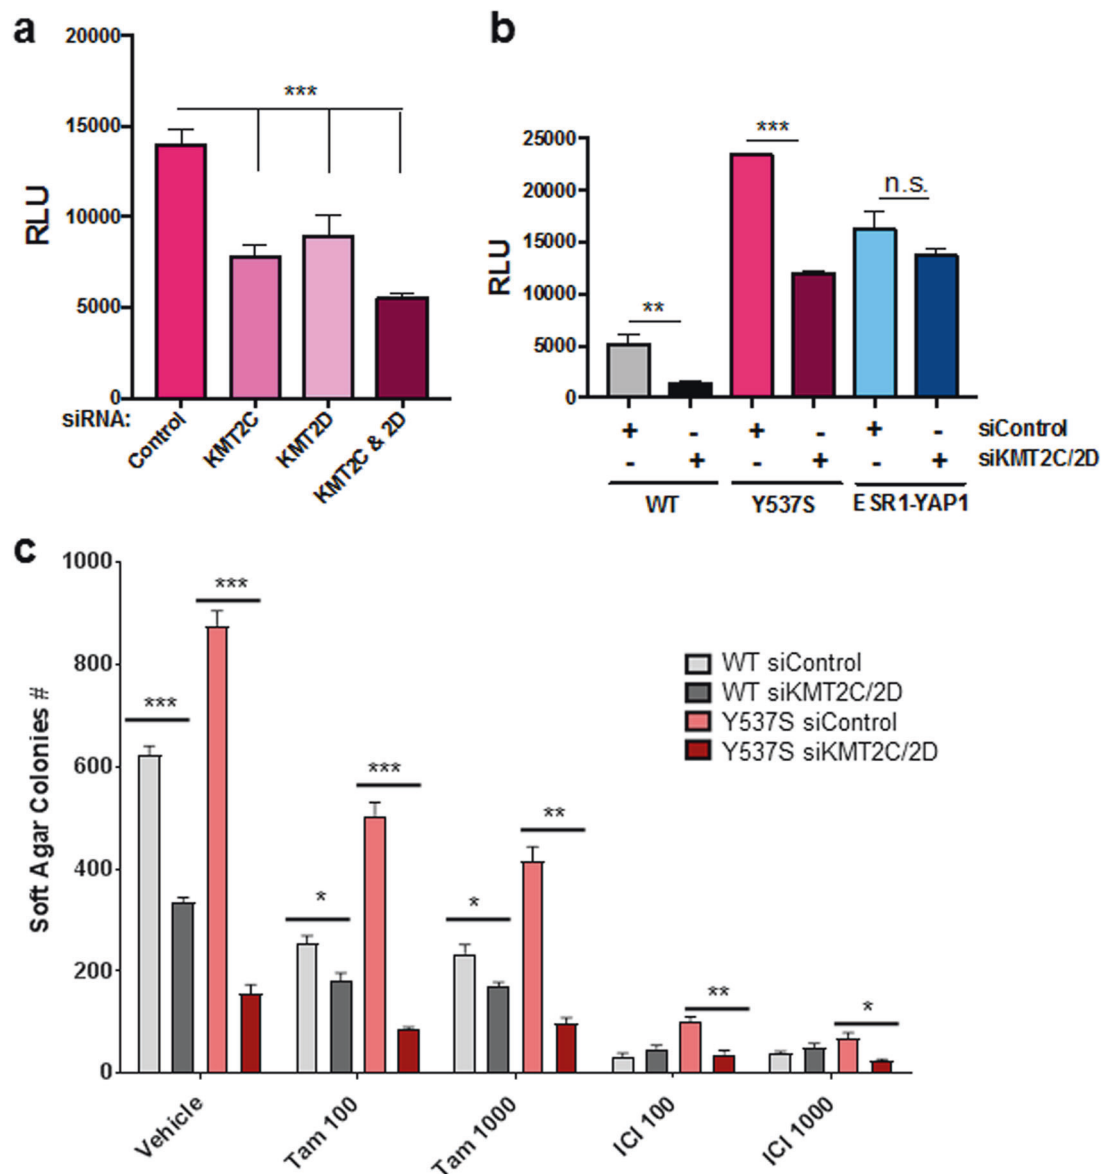 a
20000
15000
10000
5000
0
RLU
***
siRNA:
Control
KMT2C
KMT2D
KMT2C & 2D
b
25000
20000
15000
10000
5000
0
RLU
**
***
n.s.
+ - + - + - siControl
- + - + - + siKMT2C/2D
WT
Y537S
ESR1-YAP1
c
1000
800
600
400
200
0
Soft Agar Colonies #
***
***
*
***
*
**
**
*
WT siControl
WT siKMT2C/2D
Y537S siControl
Y537S siKMT2C/2D
Vehicle
Tam 100
Tam 1000
ICI 100
ICI 1000